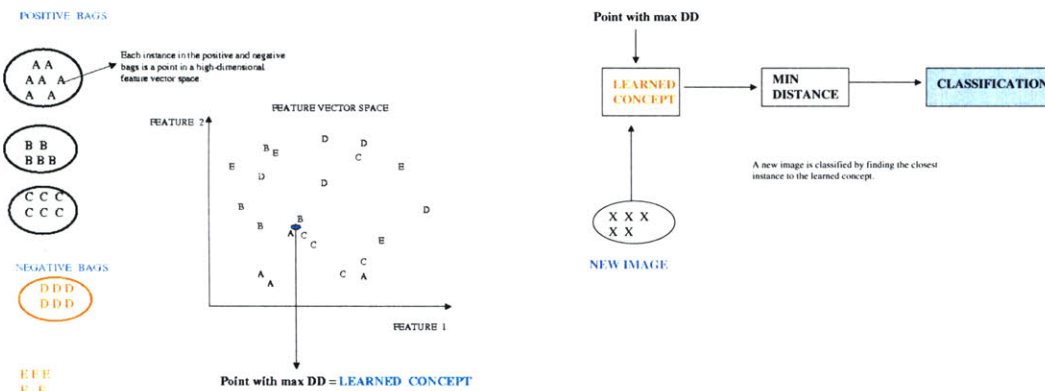 POSITIVE BAGS
A A
A A A
A A
Each instance in the positive and negative
bags is a point in a high-dimensional
feature vector space.
B B
B B B
C C C
C C C
NEGATIVE BAGS
D D D
D D D
E E E
E E
FEATURE VECTOR SPACE
FEATURE 2
D
D
B
E
C
E
E
D
D
B
D
B
B
A
C
C
E
C
A
C
A
A
FEATURE 1
Point with max DD = LEARNED CONCEPT
Point with max DD
LEARNED
CONCEPT
MIN
DISTANCE
CLASSIFICATION
A new image is classified by finding the closest
instance to the learned concept.
X X X
X X
NEW IMAGE